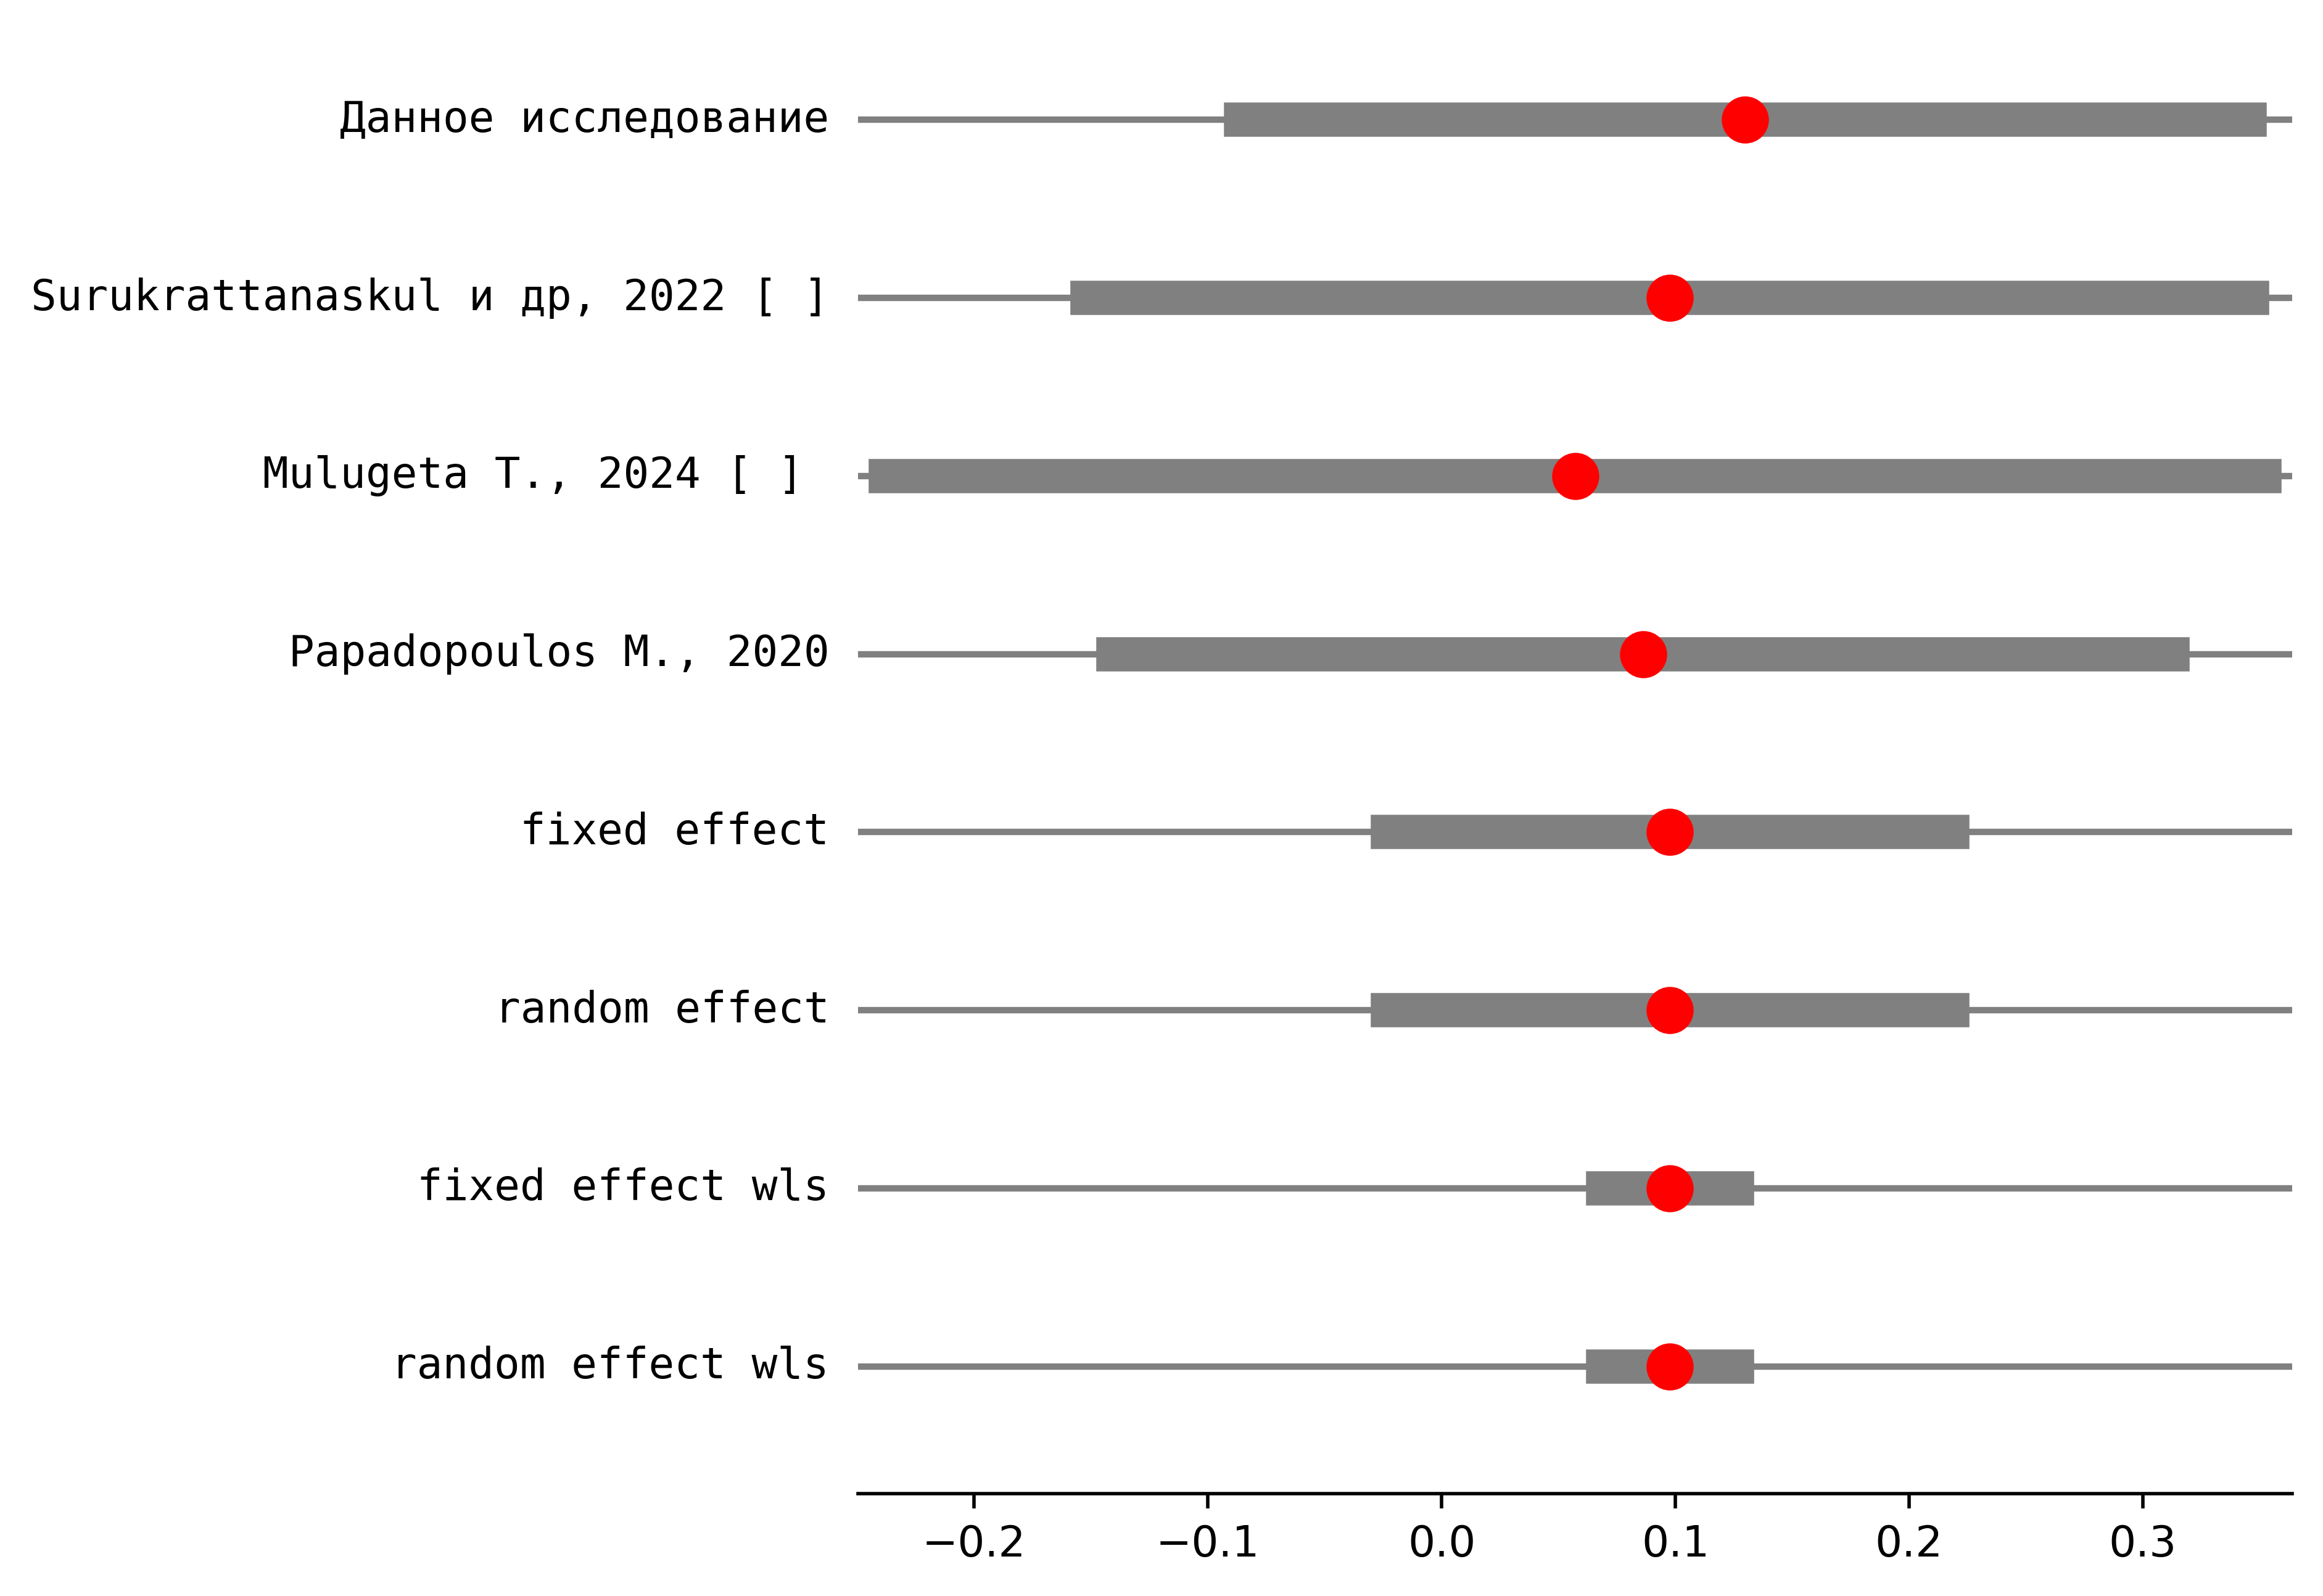 Данное исследование
Surukrattanaskul и др, 2022 [ ]
Mulugeta T., 2024 [ ]
Papadopoulos M., 2020
fixed effect
random effect
fixed effect wls
random effect wls
−0.2 −0.1 0.0 0.1 0.2 0.3